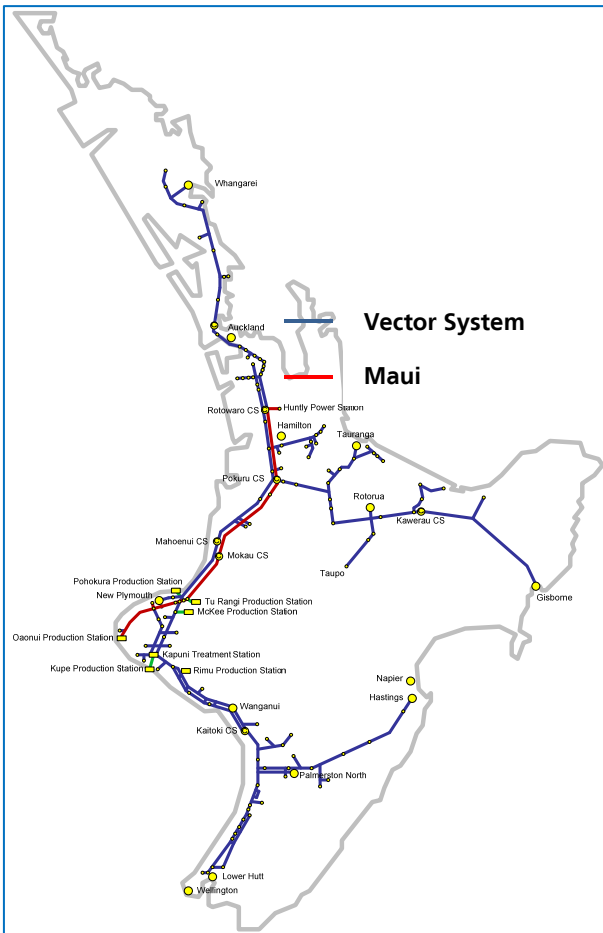 Whangarei
Auckland
Vector System
Maui
Rotowaro CS
Huntly Power Station
Hamilton
Tauranga
Pokuru CS
Rotorua
Kawerau CS
Mahoenui CS
Mokau CS
Taupo
Pohokura Production Station
New Plymouth
Gisborne
Tu Rangi Production Station
McKee Production Station
Oaonui Production Station
Kapuni Treatment Station
Kupe Production Station
Rimu Production Station
Napier
Hastings
Wanganui
Kaitoki CS
Palmerston North
Lower Hutt
Wellington